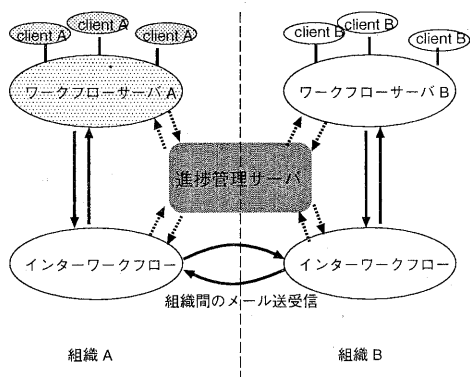 client A
client A
client A
client B
client B
client B
ワークフローサーバ A
ワークフローサーバ B
進捗管理サーバ
インターワークフロー
インターワークフロー
組織間のメール送受信
組織 A
組織 B